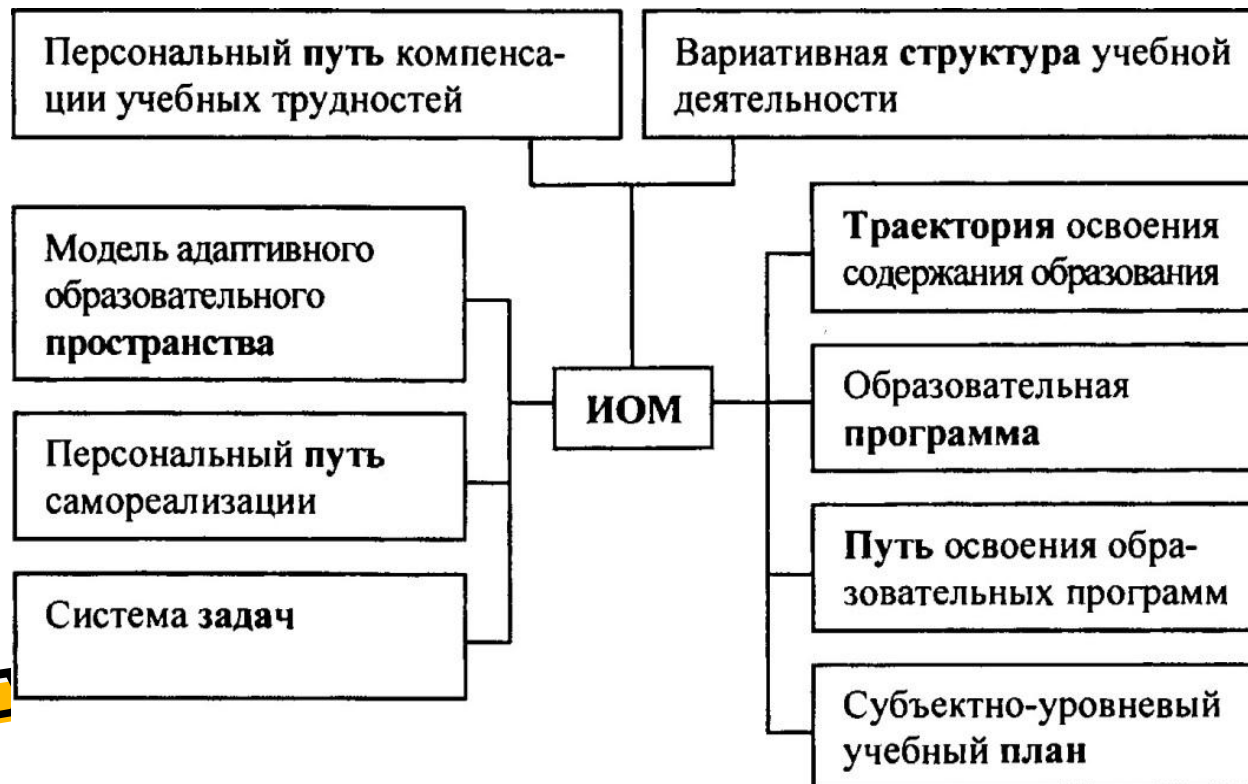 Персональный путь компенса-
ции учебных трудностей
Вариативная структура учебной
деятельности
Модель адаптивного
образовательного
пространства
Персональный путь
самореализации
Система задач
ИОМ
Траектория освоения
содержания образования
Образовательная
программа
Путь освоения обра-
зовательных программ
Субъектно-уровневый
учебный план